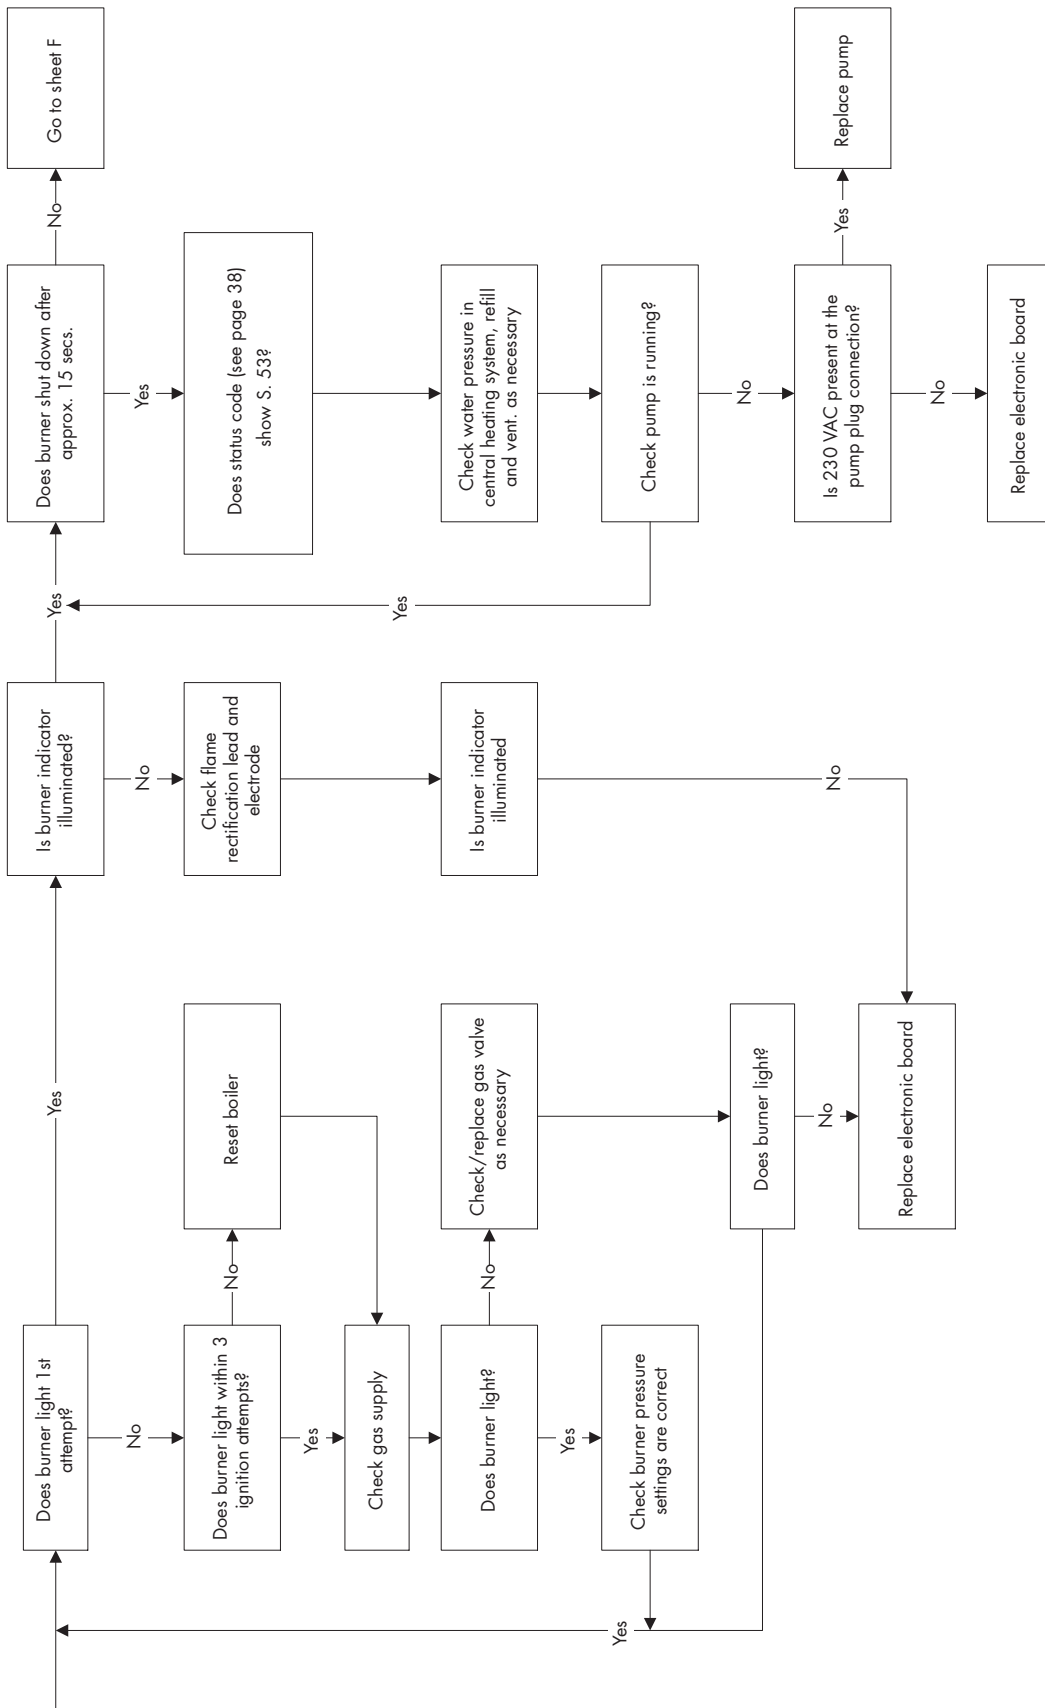 Does burner light 1st
attempt?
Yes
No
Does burner light within 3
ignition attempts?
No
Reset boiler
Yes
Check gas supply
Does burner light?
No
Check/replace gas valve
as necessary
Yes
Check burner pressure
settings are correct
Yes
Does burner light?
No
Replace electronic board
Is burner indicator
illuminated?
Yes
No
Check flame
rectification lead and
electrode
Is burner indicator
illuminated
No
Does burner shut down after
approx. 15 secs.
No
Go to sheet F
Yes
Does status code (see page 38)
show S. 53?
Check water pressure in
central heating system, refill
and vent. as necessary
Check pump is running?
Yes
No
Is 230 VAC present at the
pump plug connection?
Yes
Replace pump
No
Replace electronic board